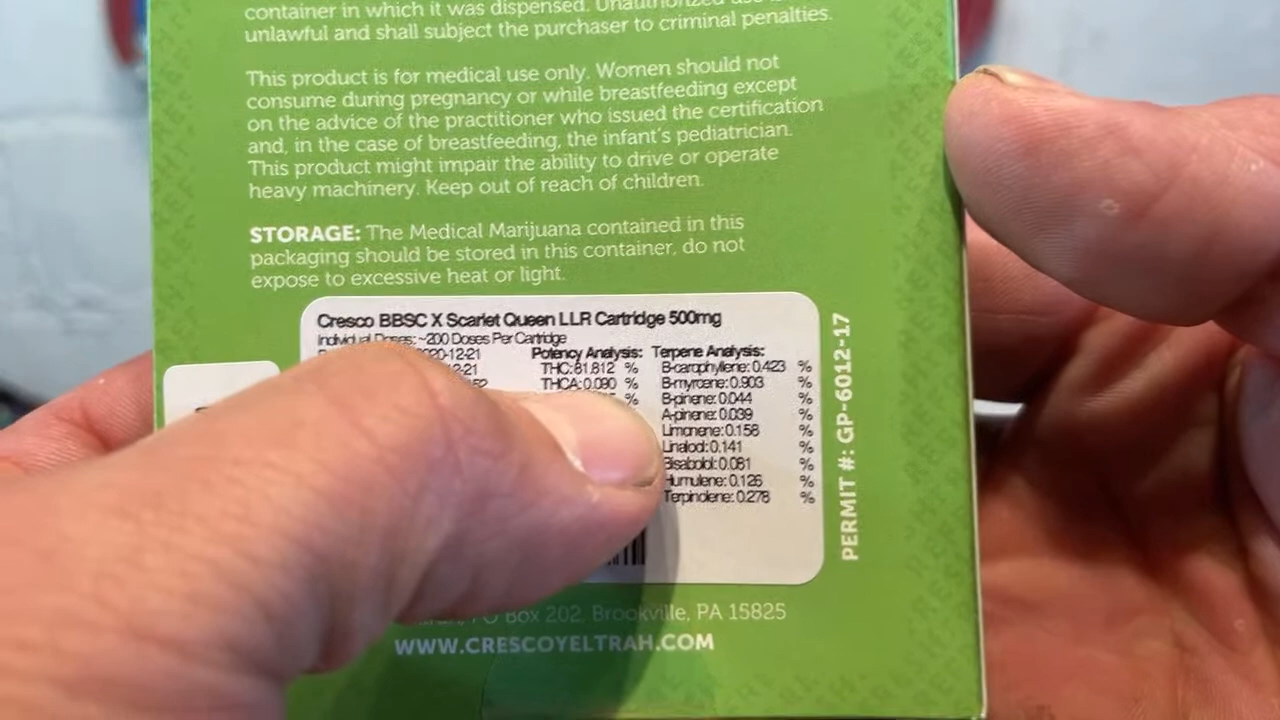 container in which it was dispensed. Unauthorized use is
unlawful and shall subject the purchaser to criminal penalties.
This product is for medical use only. Women should not
consume during pregnancy or while breastfeeding except
on the advice of the practitioner who issued the certification
and, in the case of breastfeeding, the infant's pediatrician.
This product might impair the ability to drive or operate
heavy machinery. Keep out of reach of children.
STORAGE: The Medical Marijuana contained in this
packaging should be stored in this container, do not
expose to excessive heat or light.
Cresco BBSC X Scarlet Queen LLR Cartridge 500mg
Individual Doses: ~200 Doses Per Cartridge
2020-12-21
12-21
Potency Analysis:
THC:81.812 %
THCA:0.090 %
%
Terpene Analysis:
B-carophyllene: 0.423 %
B-myrcene: 0.903 %
B-pinene: 0.044 %
A-pinene: 0.039 %
Limonene: 0.158 %
Linalool: 0.141 %
Bisabolol: 0.081 %
Humulene: 0.126 %
Terpinolene: 0.278 %
PERMIT #: GP-6012-17
PO Box 202, Brookville, PA 15825
WWW.CRESCOYELTRAH.COM